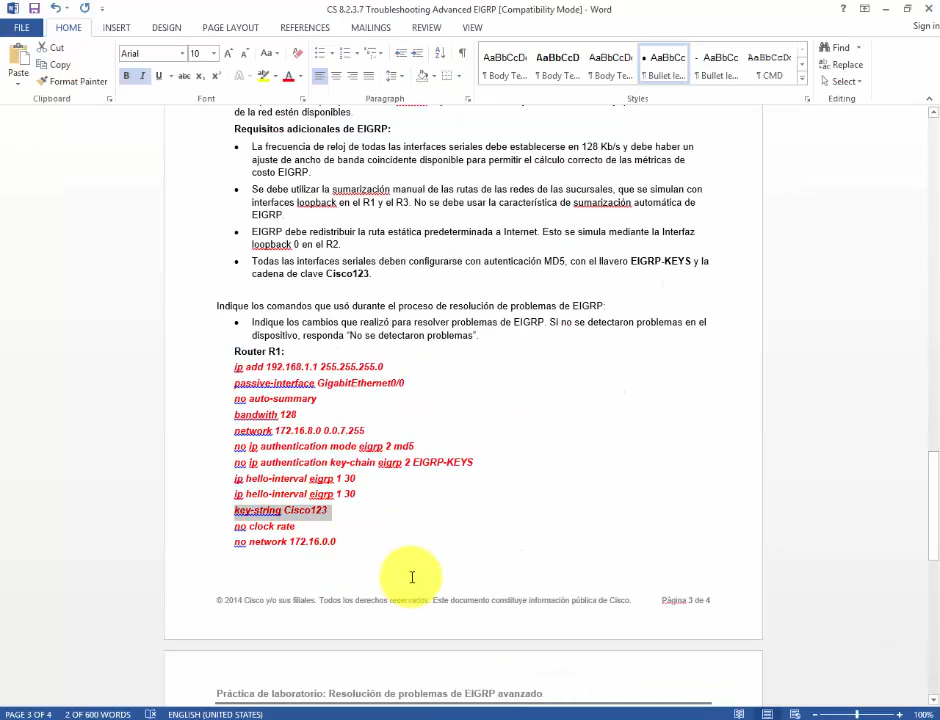 CS 8.2.3.7 Troubleshooting Advanced EIGRP [Compatibility Mode] - Word
Sign in
FILE HOME INSERT DESIGN PAGE LAYOUT REFERENCES MAILINGS REVIEW VIEW
Paste
Cut
Copy
Format Painter
Clipboard
Arial 10
Font
Paragraph
AaBbCcD AaBbCcD AaBbCcD AaBbCc AaBbCc AaBbCcD
¶ Body Te... ¶ Body Te... ¶ Body Te... ¶ Bullet le... ¶ Bullet le... ¶ CMD
Styles
Find
Replace
Select
Editing
de la red estén disponibles
Requisitos adicionales de EIGRP:
• La frecuencia de reloj de todas las interfaces seriales debe establecerse en 128 Kb/s y debe haber un
ajuste de ancho de banda coincidente disponible para permitir el cálculo correcto de las métricas de
costo EIGRP.
• Se debe utilizar la sumarización manual de las rutas de las redes de las sucursales, que se simulan con
interfaces loopback en el R1 y el R3. No se debe usar la característica de sumarización automática de
EIGRP.
• EIGRP debe redistribuir la ruta estática predeterminada a Internet. Esto se simula mediante la Interfaz
loopback 0 en el R2.
• Todas las interfaces seriales deben configurarse con autenticación MD5, con el llavero EIGRP-KEYS y la
cadena de clave Cisco123.
Indique los comandos que usó durante el proceso de resolución de problemas de EIGRP:
• Indique los cambios que realizó para resolver problemas de EIGRP. Si no se detectaron problemas en el
dispositivo, responda “No se detectaron problemas”.
Router R1:
ip add 192.168.1.1 255.255.255.0
passive-interface GigabitEthernet0/0
no auto-summary
bandwith 128
network 172.16.8.0 0.0.7.255
no ip authentication mode eigrp 2 md5
no ip authentication key-chain eigrp 2 EIGRP-KEYS
ip hello-interval eigrp 1 30
ip hello-interval eigrp 1 30
key-string Cisco123
no clock rate
no network 172.16.0.0
© 2014 Cisco y/o sus filiales. Todos los derechos reservados. Este documento constituye información pública de Cisco. Página 3 de 4
Práctica de laboratorio: Resolución de problemas de EIGRP avanzado
PAGE 3 OF 4 2 OF 600 WORDS ENGLISH (UNITED STATES) 100%